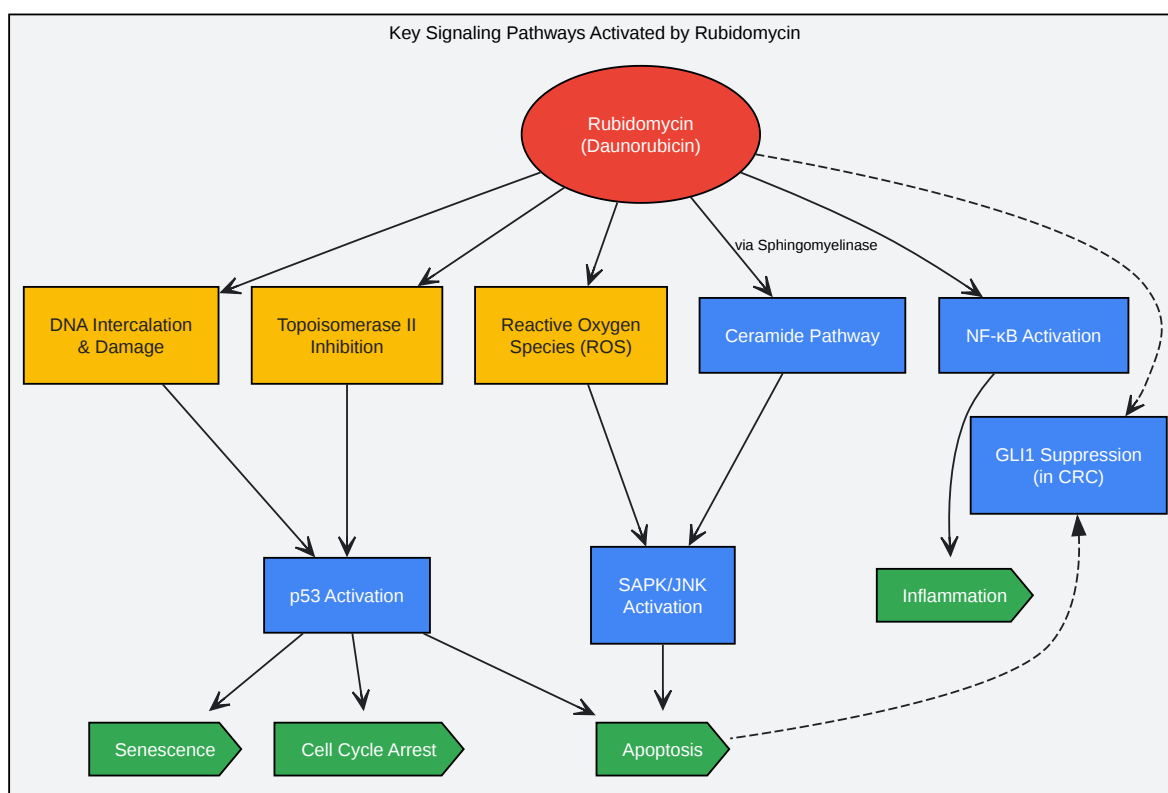 Key Signaling Pathways Activated by Rubidomycin
Rubidomycin
(Daunorubicin)
via Sphingomyelinase
DNA Intercalation
& Damage
Topoisomerase II
Inhibition
Reactive Oxygen
Species (ROS)
Ceramide Pathway
NF-κB Activation
GLI1 Suppression
(in CRC)
p53 Activation
SAPK/JNK
Activation
Inflammation
Senescence
Cell Cycle Arrest
Apoptosis